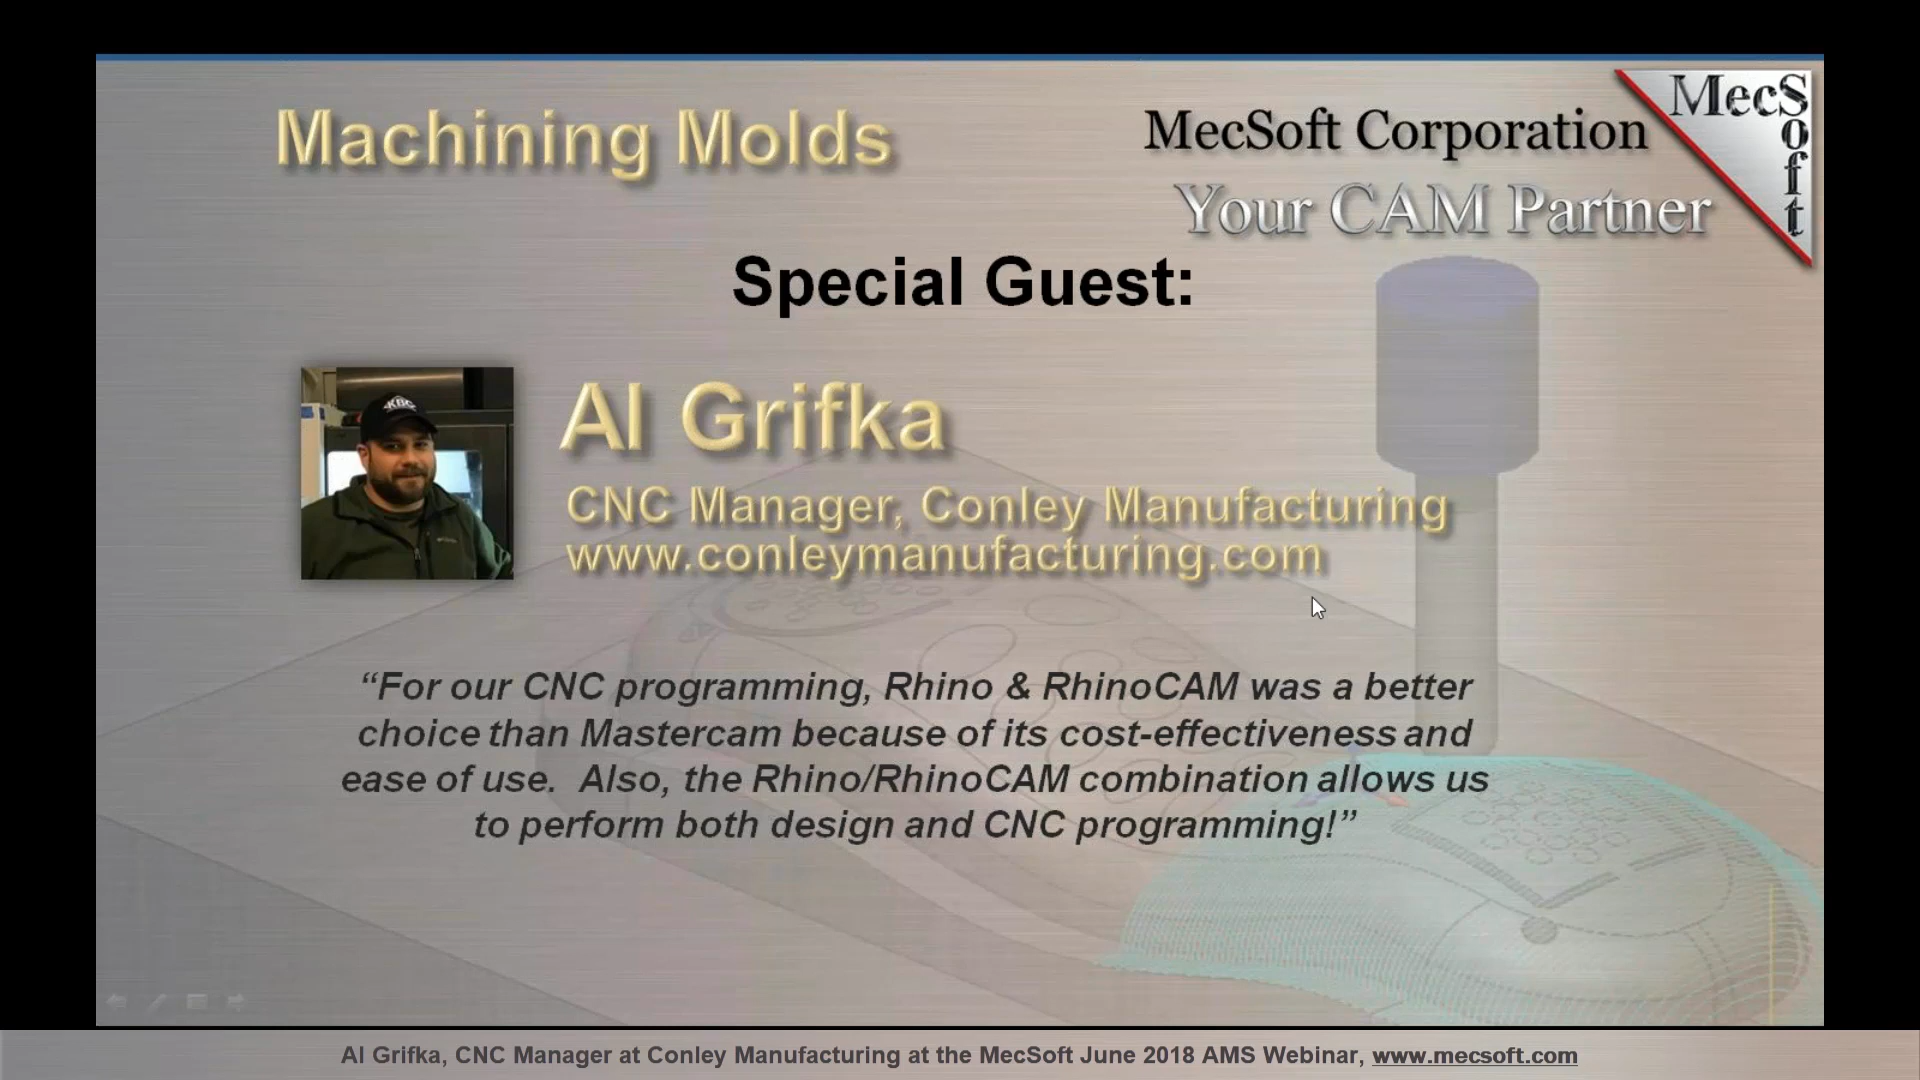 Machining Molds
MecSoft Corporation
Your CAM Partner
MecSoft
Special Guest:
KBC
Al Grifka
CNC Manager, Conley Manufacturing
www.conleymanufacturing.com
“For our CNC programming, Rhino & RhinoCAM was a better
choice than Mastercam because of its cost-effectiveness and
ease of use. Also, the Rhino/RhinoCAM combination allows us
to perform both design and CNC programming!”
Al Grifka, CNC Manager at Conley Manufacturing at the MecSoft June 2018 AMS Webinar, www.mecsoft.com